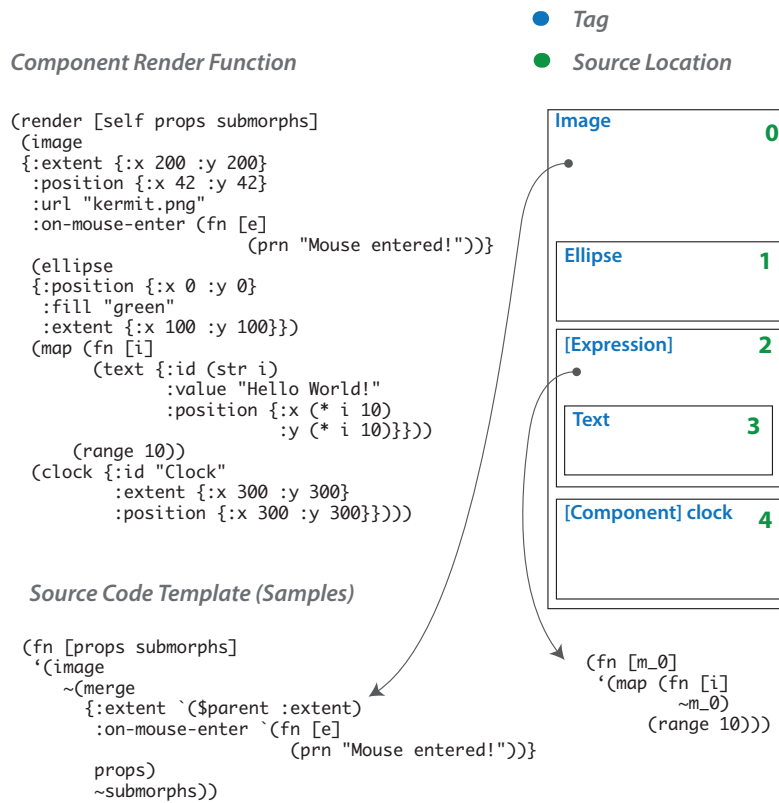 Tag
Source Location
Component Render Function
(render [self props submorphs]
(image
{:extent {:x 200 :y 200}
:position {:x 42 :y 42}
:url "kermit.png"
:on-mouse-enter (fn [e]
(prn "Mouse entered!"))}
(ellipse
{:position {:x 0 :y 0}
:fill "green"
:extent {:x 100 :y 100}})
(map (fn [i]
(text {:id (str i)
:value "Hello World!"
:position {:x (* i 10)
:y (* i 10)}}))
(range 10))
(clock {:id "Clock"
:extent {:x 300 :y 300}
:position {:x 300 :y 300}})))
Image 0
Ellipse 1
[Expression] 2
Text 3
[Component] clock 4
Source Code Template (Samples)
(fn [props submorphs]
‘(image
~(merge
{:extent `($parent :extent)
:on-mouse-enter `(fn [e]
(prn "Mouse entered!"))}
props)
~submorphs))
(fn [m_0]
‘(map (fn [i]
~m_0)
(range 10)))